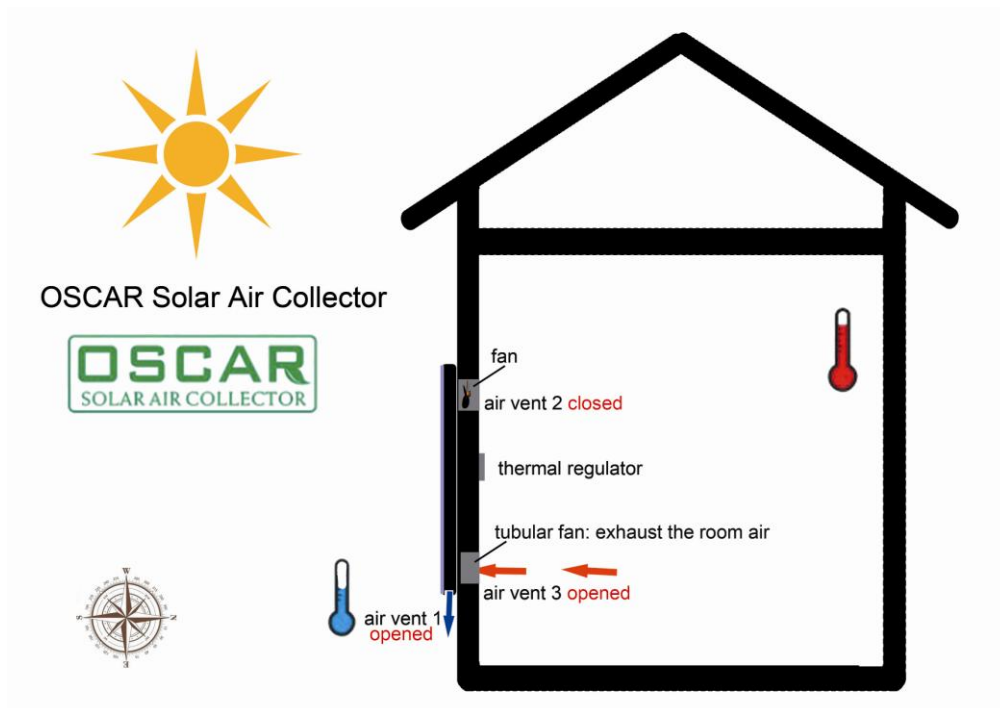 OSCAR Solar Air Collector
OSCAR
SOLAR AIR COLLECTOR
fan
air vent 2 closed
thermal regulator
tubular fan: exhaust the room air
air vent 3 opened
air vent 1
opened
W
S
N
E